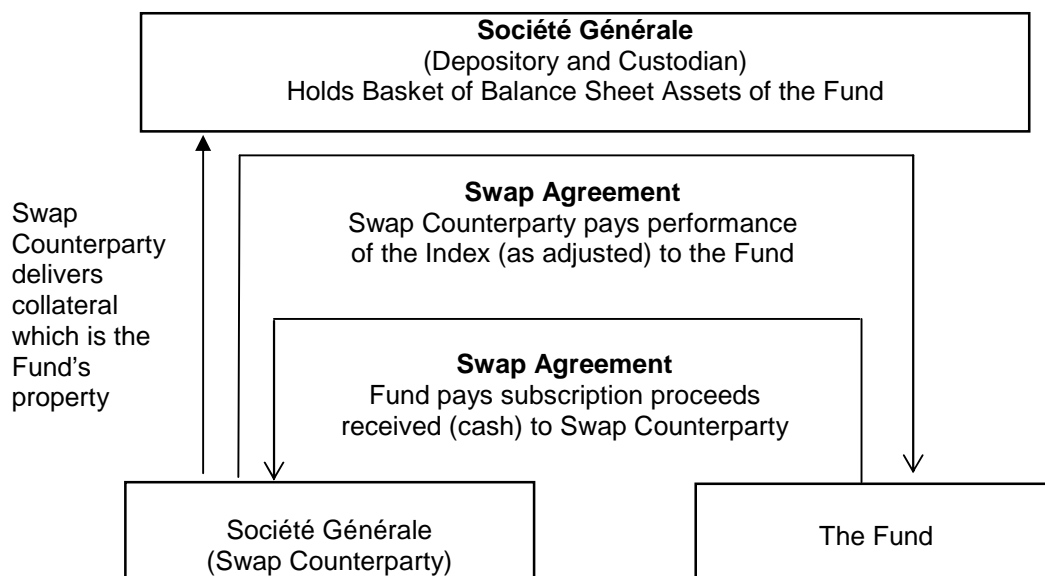 Société Générale
(Depository and Custodian)
Holds Basket of Balance Sheet Assets of the Fund
Swap
Counterparty
delivers
collateral
which is the
Fund's
property
Swap Agreement
Swap Counterparty pays performance
of the Index (as adjusted) to the Fund
Swap Agreement
Fund pays subscription proceeds
received (cash) to Swap Counterparty
Société Générale
(Swap Counterparty)
The Fund